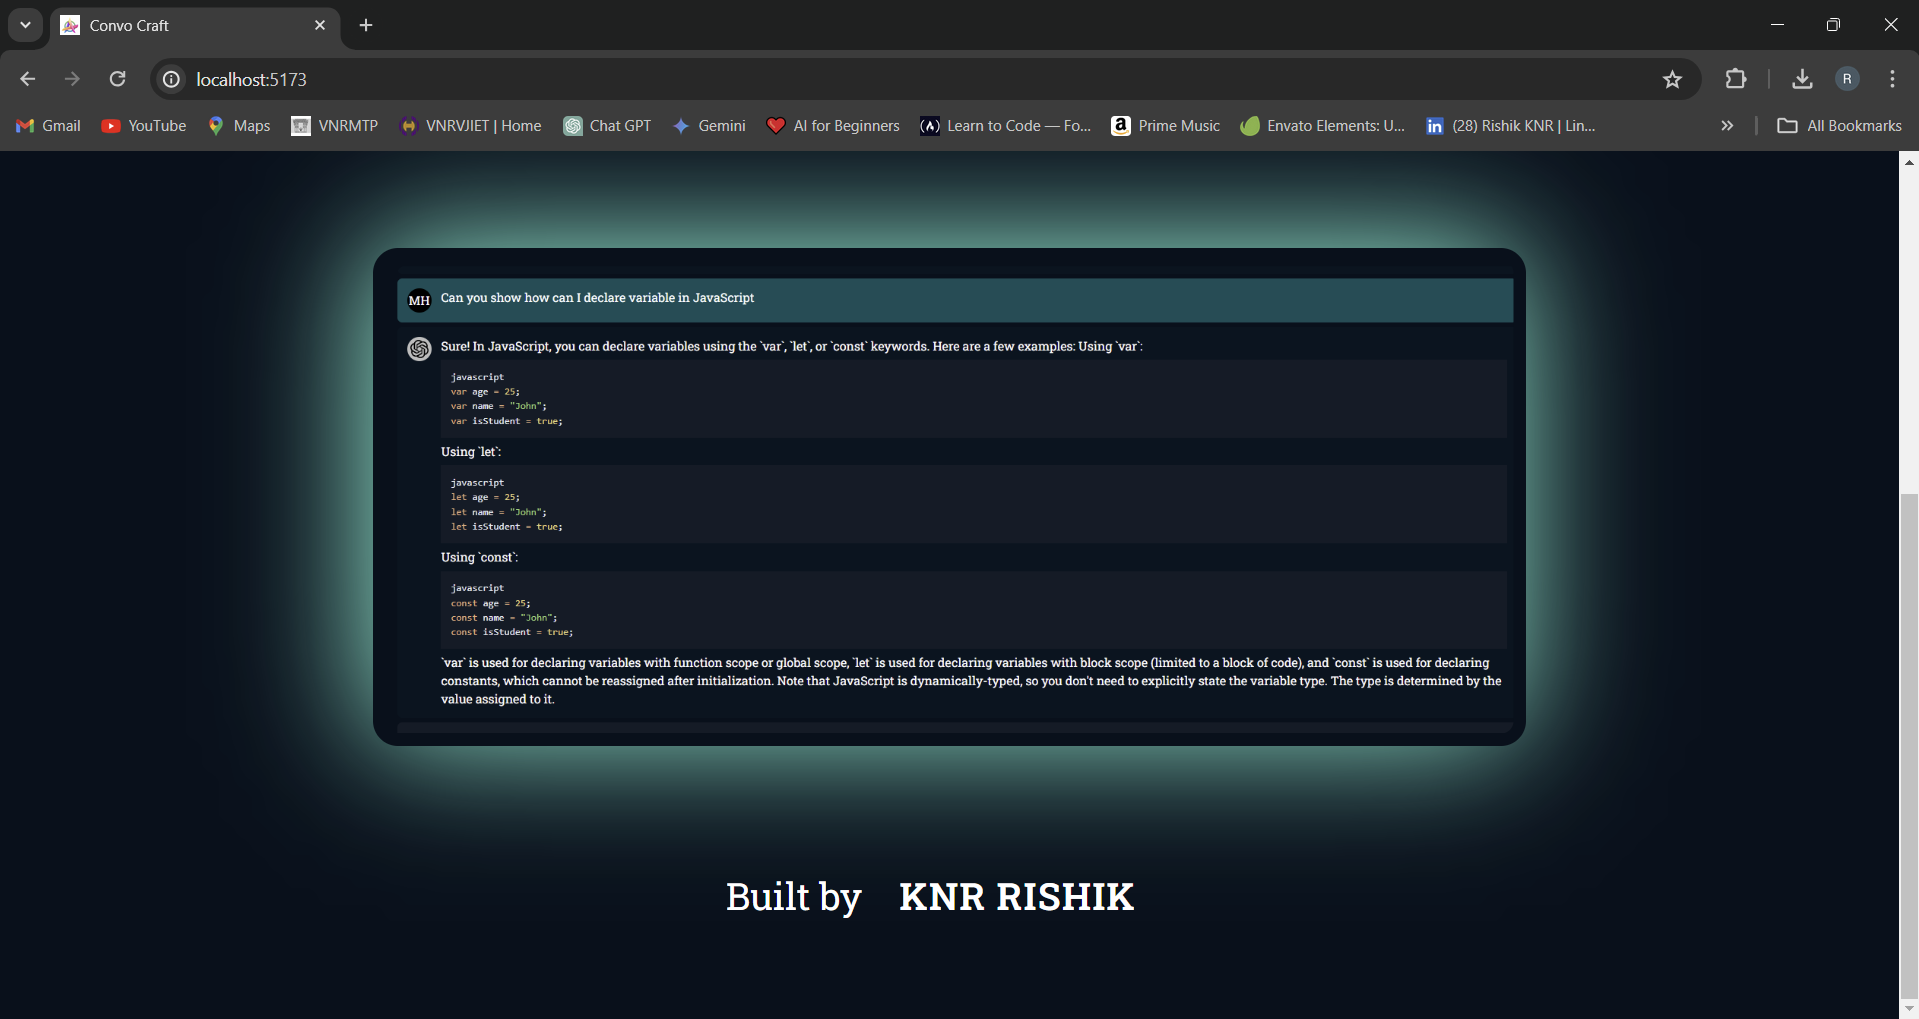 Convo Craft
localhost:5173
R
Gmail YouTube Maps VNRMTP VNRVJIET | Home Chat GPT Gemini AI for Beginners Learn to Code — Fo... Prime Music Envato Elements: U... (28) Rishik KNR | Lin... » All Bookmarks
MH Can you show how can I declare variable in JavaScript
Sure! In JavaScript, you can declare variables using the `var`, `let`, or `const` keywords. Here are a few examples: Using `var`:
javascript
var age = 25;
var name = "John";
var isStudent = true;
Using `let`:
javascript
let age = 25;
let name = "John";
let isStudent = true;
Using `const`:
javascript
const age = 25;
const name = "John";
const isStudent = true;
`var` is used for declaring variables with function scope or global scope, `let` is used for declaring variables with block scope (limited to a block of code), and `const` is used for declaring
constants, which cannot be reassigned after initialization. Note that JavaScript is dynamically-typed, so you don't need to explicitly state the variable type. The type is determined by the
value assigned to it.
Built by KNR RISHIK